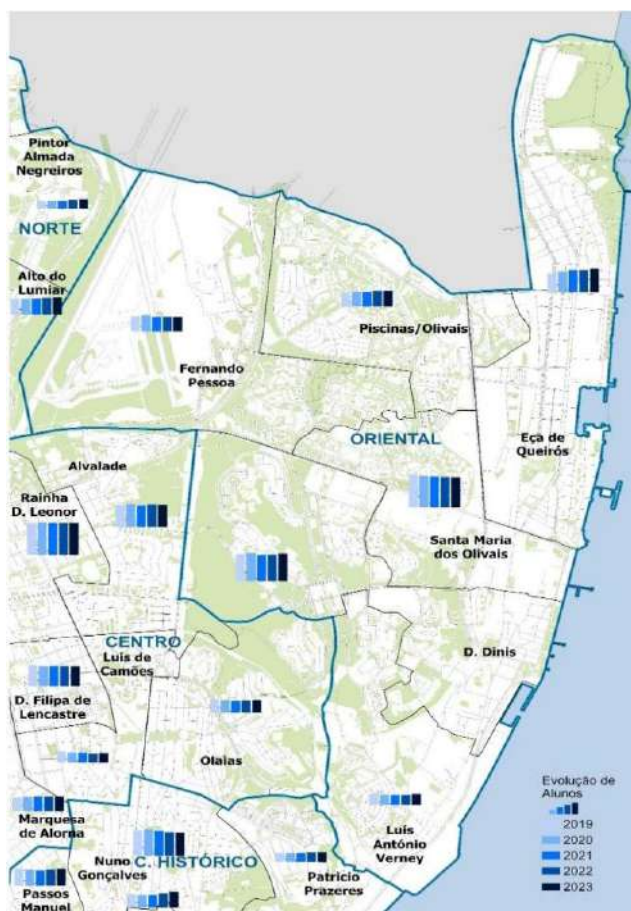 Pintor
Almada
Negreiros
NORTE
Alto do
Lumiar
Piscinas/Olivais
Fernando
Pessoa
ORIENTAL
Eça de
Queirós
Alvalade
Rainha
D. Leonor
Santa Maria
dos Olivais
CENTRO
Luis de
Camões
D. Dinis
D. Filipa de
Lencastre
Olaias
Marquesa
de Alorna
Luís
António
Verney
Nuno
Gonçalves
C. HISTÓRICO
Patrício
Prazeres
Passos
Manuel
Evolução de
Alunos
2019
2020
2021
2022
2023